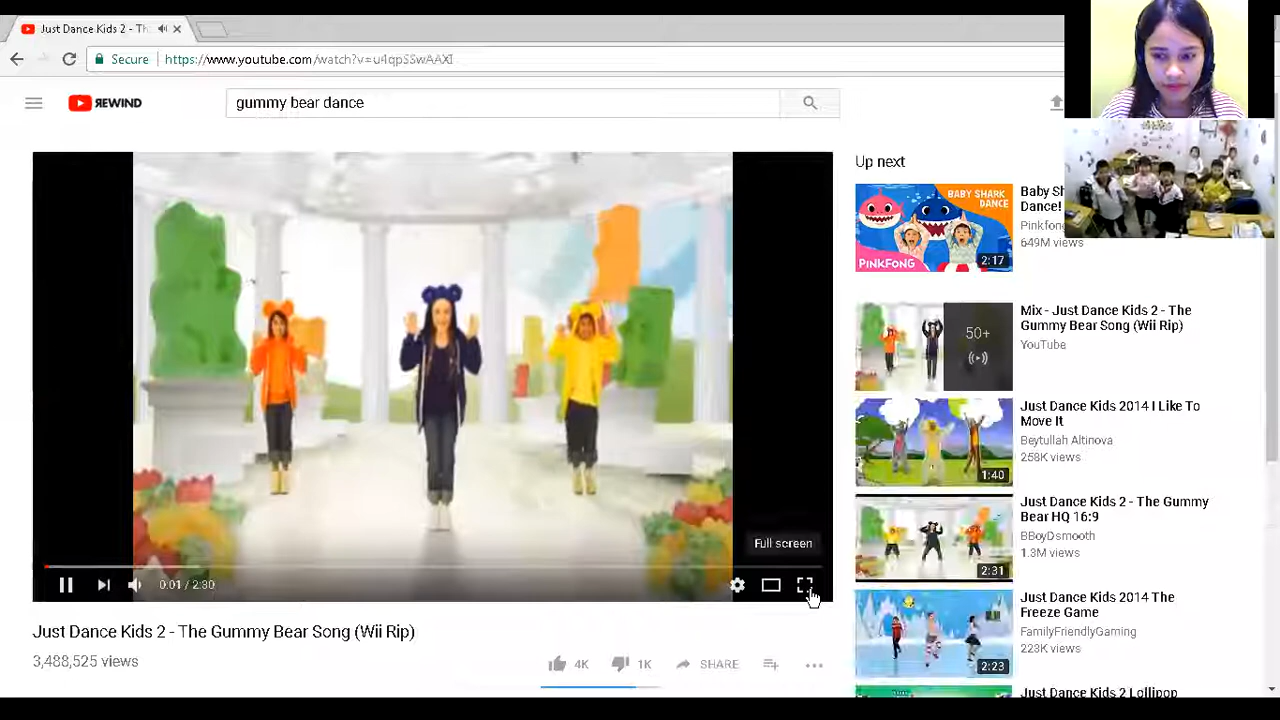 Just Dance Kids 2 - Th
Secure
https://www.youtube.com/watch?v=u4qpSSwAAXI
REWIND
gummy bear dance
Up next
BABY SHARK
DANCE
PINKFONG
2:17
Baby Sh
Dance!
Pinkfong
649M views
50+
Mix - Just Dance Kids 2 - The
Gummy Bear Song (Wii Rip)
YouTube
1:40
Just Dance Kids 2014 I Like To
Move It
Beytullah Altinova
258K views
2:31
Just Dance Kids 2 - The Gummy
Bear HQ 16:9
BBoyDsmooth
1.3M views
2:23
Just Dance Kids 2014 The
Freeze Game
FamilyFriendlyGaming
223K views
Just Dance Kids 2 Lollipop
Full screen
0:01 / 2:30
Just Dance Kids 2 - The Gummy Bear Song (Wii Rip)
3,488,525 views
4K
1K
SHARE